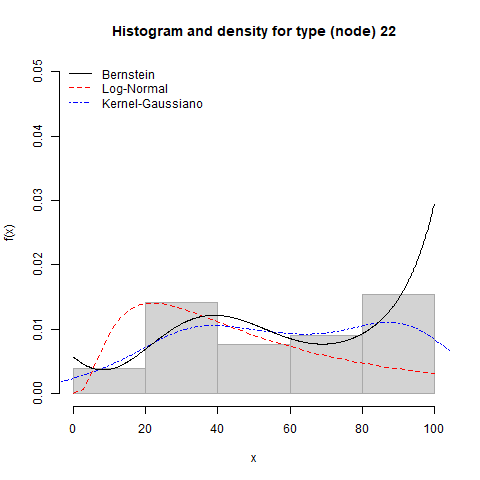 Histogram and density for type (node) 22
Bernstein
Log-Normal
Kernel-Gaussiano
0.05
0.04
0.03
0.02
0.01
0.00
f(x)
0 20 40 60 80 100
x